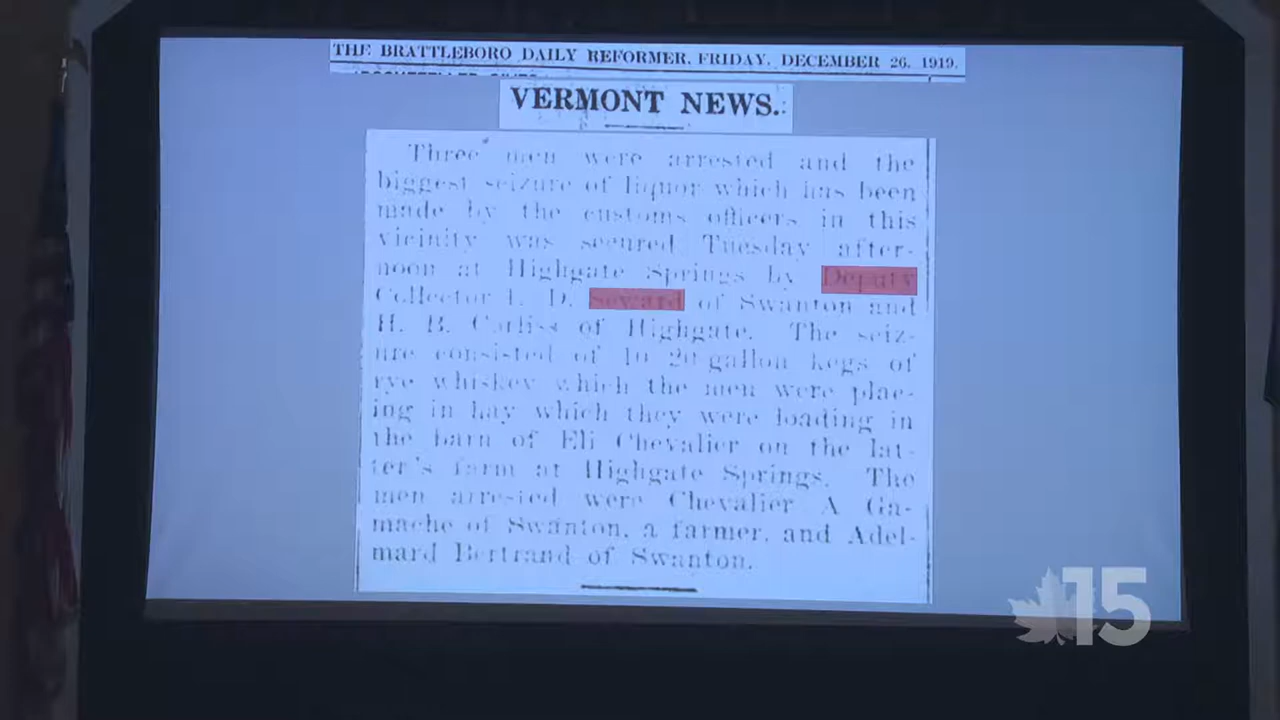 THE BRATTLEBORO DAILY REFORMER, FRIDAY, DECEMBER 26, 1919.
VERMONT NEWS.
Three men were arrested and the
biggest seizure of liquor which has been
made by the customs officers in this
vicinity was secured Tuesday after-
noon at Highgate Springs by Deputy
Collector D. Seward of Swanton and
H. B. Corliss of Highgate. The seiz-
ure consisted of 10 20-gallon kegs of
rye whiskey which the men were plac-
ing in hay which they were loading in
the barn of Eli Chevalier on the lat-
ter's farm at Highgate Springs. The
men arrested were Chevalier A Ga-
mache of Swanton, a farmer, and Adel-
mard Bertrand of Swanton.
15